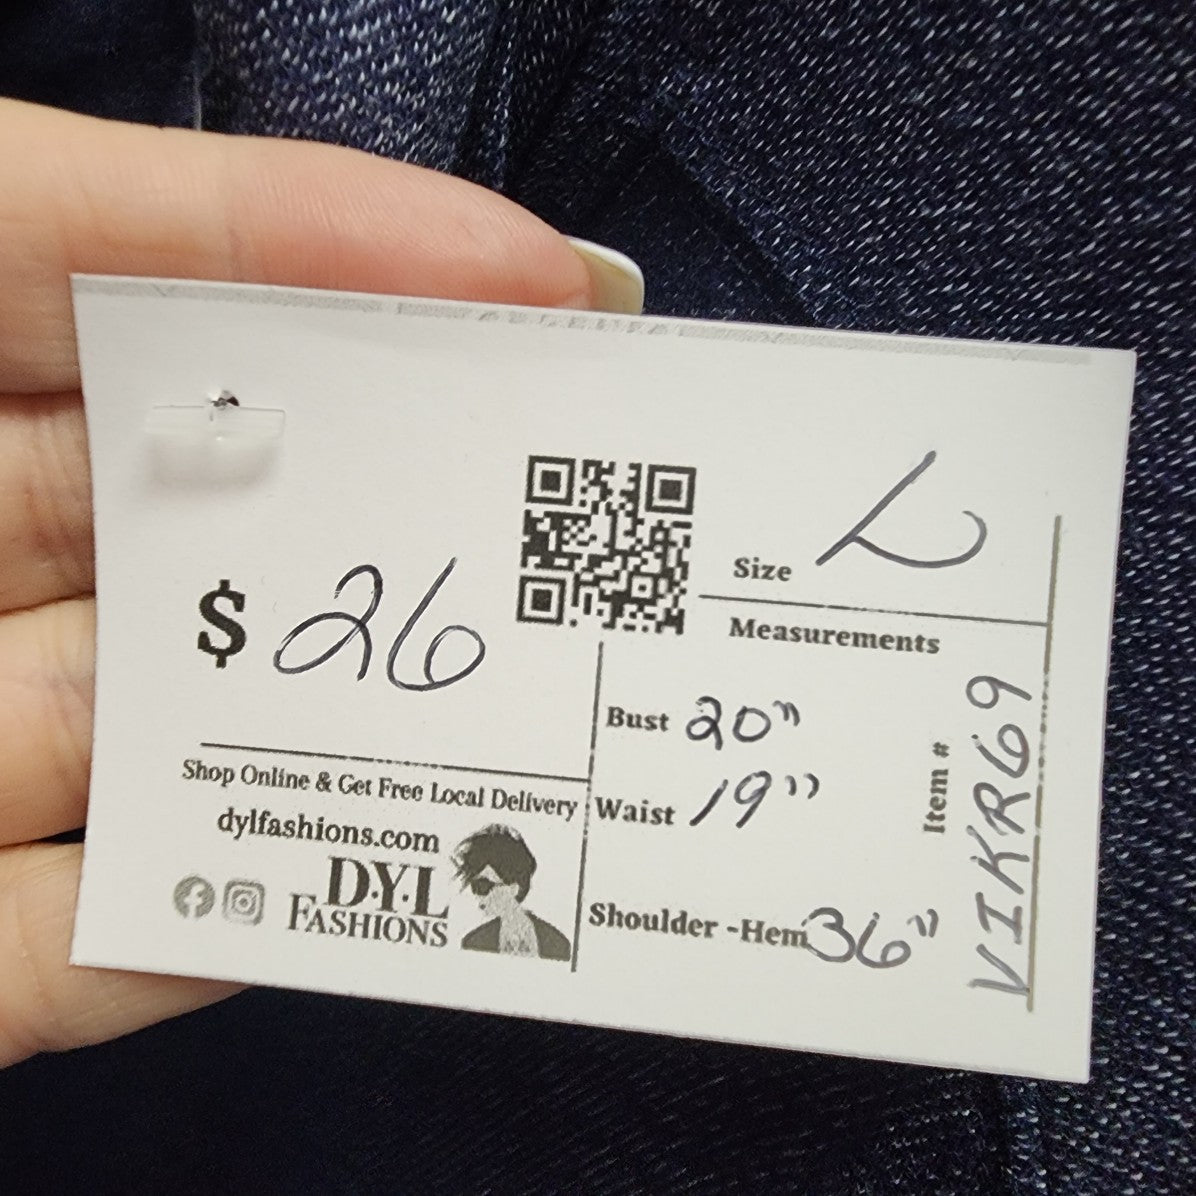 $ 26
Size L
Measurements
Bust 20"
Waist 19"
Shoulder -Hem 36"
Item # VIKR69
Shop Online & Get Free Local Delivery
dylfashions.com
D·Y·L
FASHIONS